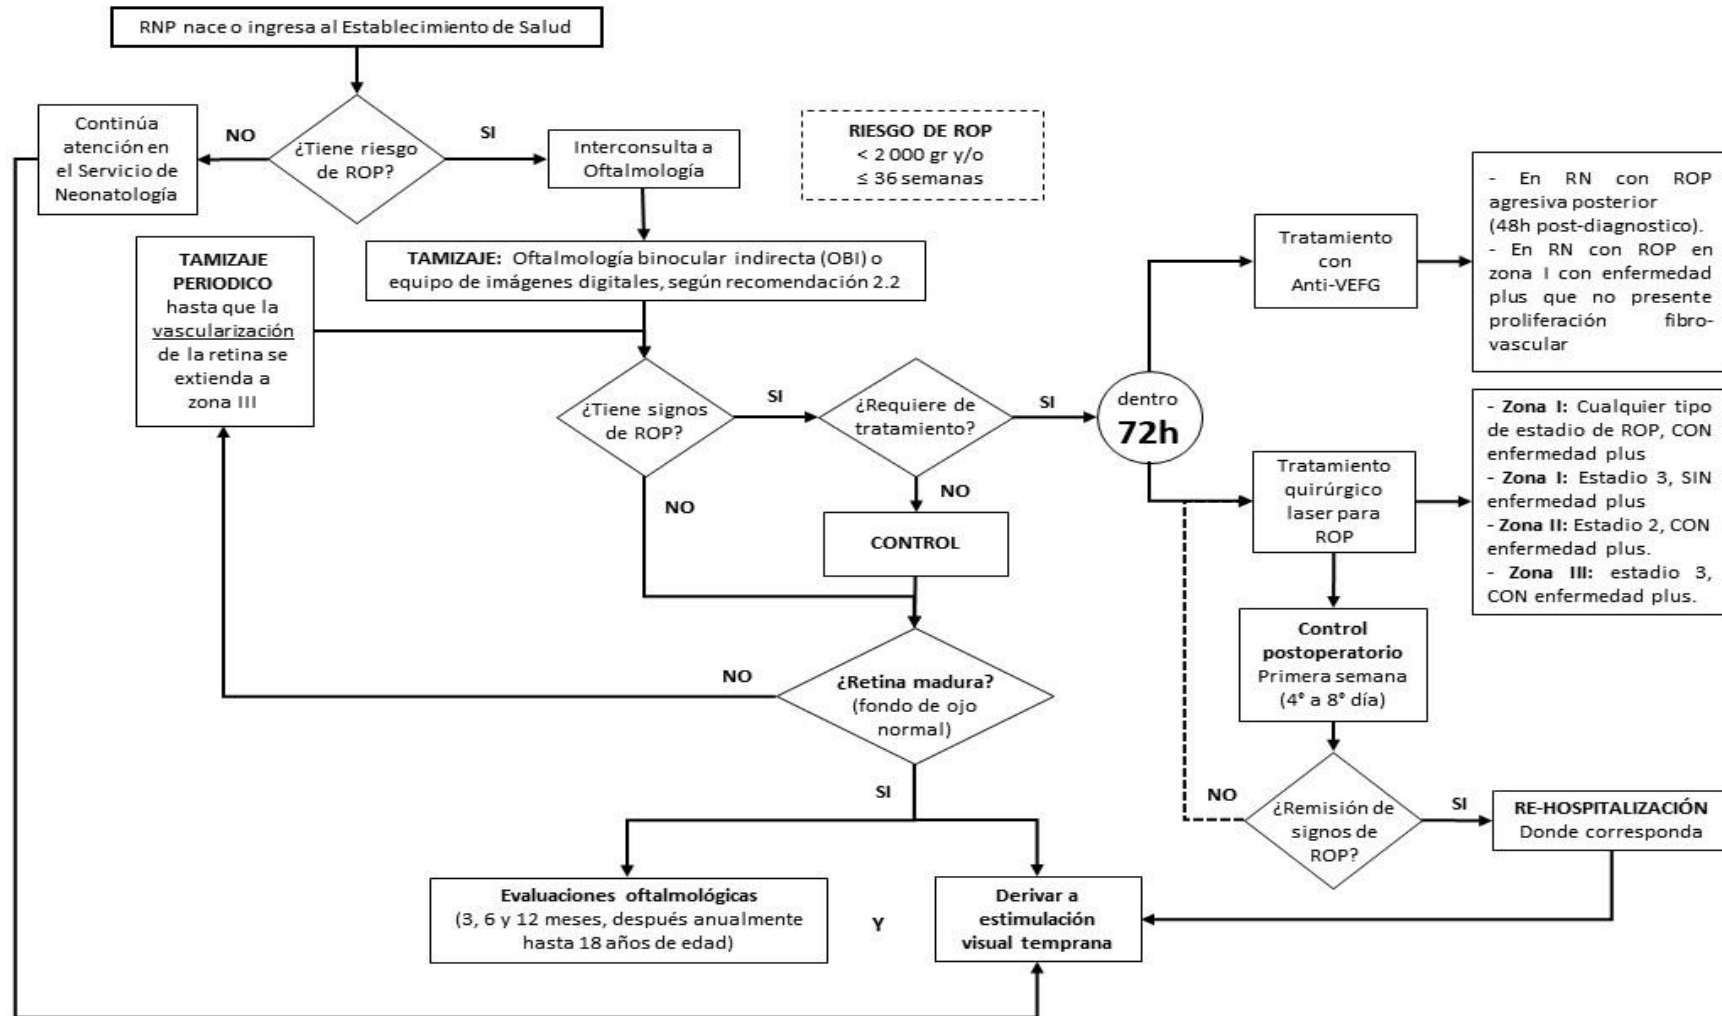 RNP nace o ingresa al Establecimiento de Salud
Continúa
atención en
el Servicio de
Neonatología
NO
¿Tiene riesgo
de ROP?
SI
Interconsulta a
Oftalmología
RIESGO DE ROP
< 2 000 gr y/o
≤ 36 semanas
TAMIZAJE: Oftalmología binocular indirecta (OBI) o
equipo de imágenes digitales, según recomendación 2.2
TAMIZAJE
PERIODICO
hasta que la
vascularización
de la retina se
extienda a
zona III
¿Tiene signos
de ROP?
SI
¿Requiere de
tratamiento?
SI
dentro
72h
Tratamiento
con
Anti-VEFG
- En RN con ROP
agresiva posterior
(48h post-diagnostico).
- En RN con ROP en
zona I con enfermedad
plus que no presente
proliferación fibro-
vascular
Tratamiento
quirúrgico
laser para
ROP
- Zona I: Cualquier tipo
de estadio de ROP, CON
enfermedad plus
- Zona I: Estadio 3, SIN
enfermedad plus
- Zona II: Estadio 2, CON
enfermedad plus.
- Zona III: estadio 3,
CON enfermedad plus.
NO
NO
CONTROL
Control
postoperatorio
Primera semana
(4° a 8° día)
NO
¿Retina madura?
(fondo de ojo
normal)
SI
NO
¿Remisión de
signos de
ROP?
SI
RE-HOSPITALIZACIÓN
Donde corresponda
Evaluaciones oftalmológicas
(3, 6 y 12 meses, después anualmente
hasta 18 años de edad)
Y
Derivar a
estimulación
visual temprana